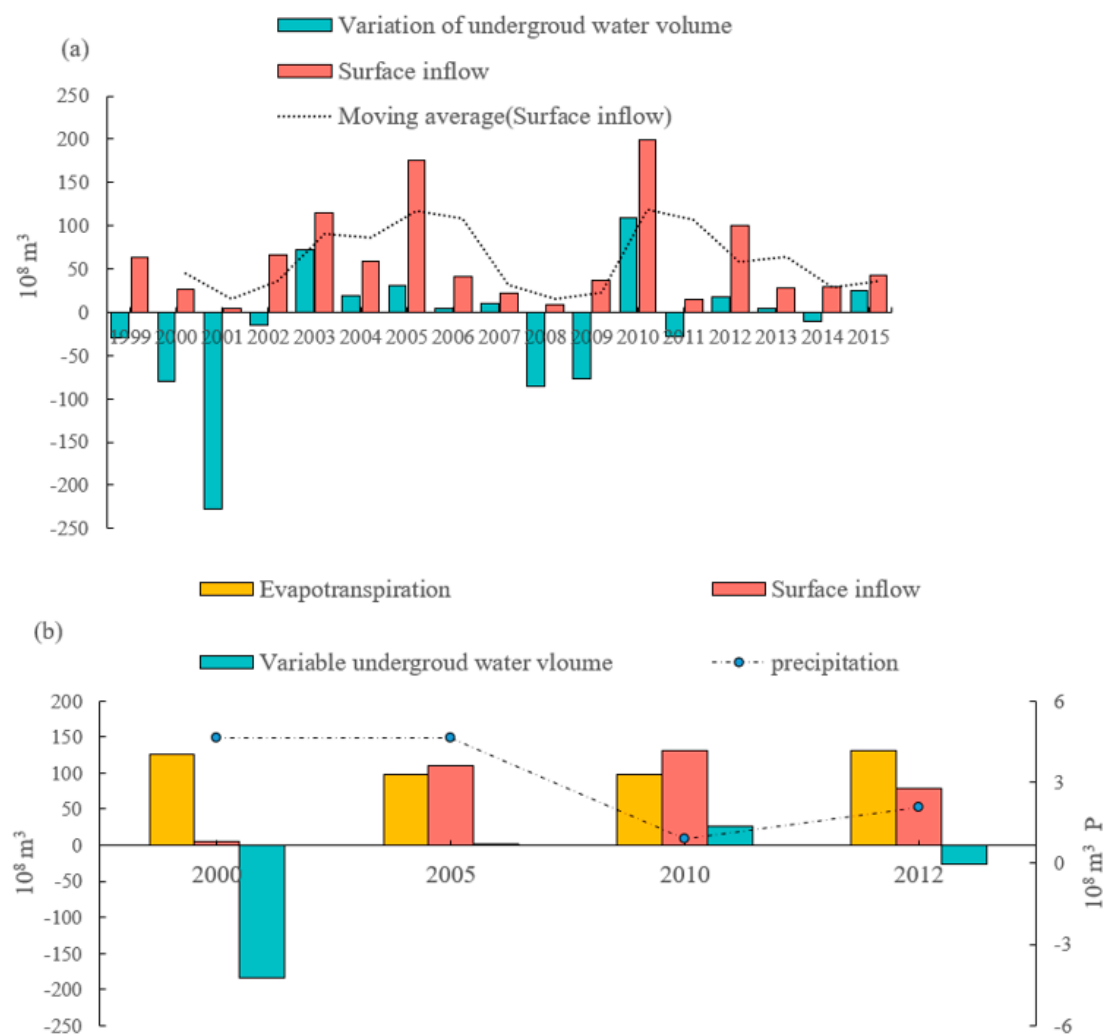 (a)
Variation of undergroud water volume
Surface inflow
Moving average(Surface inflow)
250
200
150
100
50
0
-50
-100
-150
-200
-250
10⁸ m³
1999 2000 2001 2002 2003 2004 2005 2006 2007 2008 2009 2010 2011 2012 2013 2014 2015
Evapotranspiration
Surface inflow
(b)
Variable undergroud water vloume
precipitation
200
150
100
50
0
-50
-100
-150
-200
-250
10⁸ m³
2000 2005 2010 2012
6
3
0
-3
-6
10⁸ m³ P